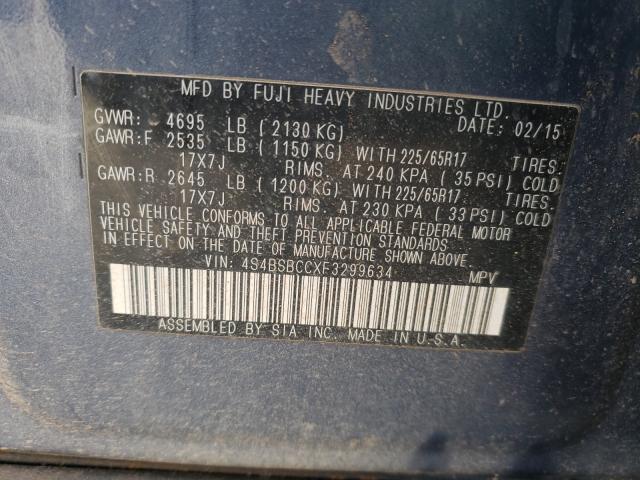 MFD BY FUJI HEAVY INDUSTRIES LTD.
GVWR: 4695 LB (2130 KG) DATE: 02/15
GAWR:F 2535 LB (1150 KG) WITH 225/65R17 TIRES.
17X7J RIMS. AT 240 KPA (35 PSI) COLD
GAWR:R 2645 LB (1200 KG) WITH 225/65R17 TIRES.
17X7J RIMS. AT 230 KPA (33 PSI) COLD
THIS VEHICLE CONFORMS TO ALL APPLICABLE FEDERAL MOTOR
VEHICLE SAFETY AND THEFT PREVENTION STANDARDS
IN EFFECT ON THE DATE OF MANUFACTURE SHOWN ABOVE.
VIN: 4S4BSBCCXF3299634 MPV
ASSEMBLED BY SIA INC. MADE IN U.S.A.